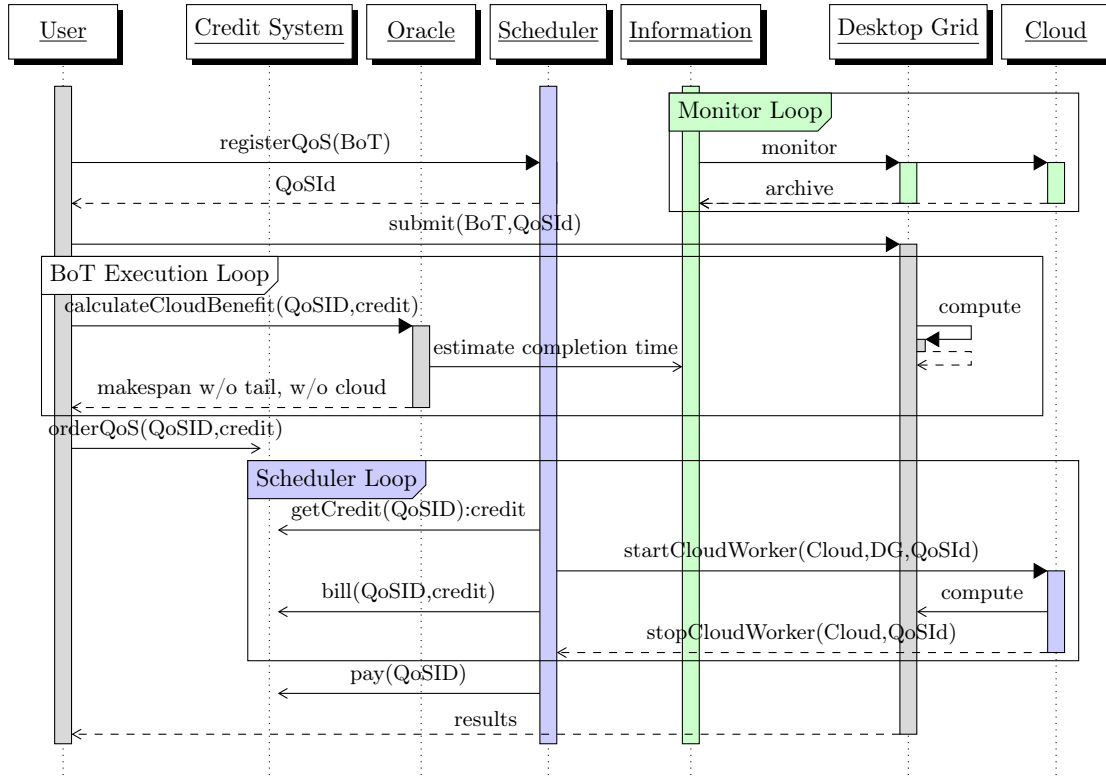 User
Credit System
Oracle
Scheduler
Information
Desktop Grid
Cloud
Monitor Loop
registerQoS(BoT)
monitor
QoSId
archive
submit(BoT,QoSId)
BoT Execution Loop
calculateCloudBenefit(QoSID,credit)
compute
estimate completion time
makespan w/o tail, w/o cloud
orderQoS(QoSID,credit)
Scheduler Loop
getCredit(QoSID):credit
startCloudWorker(Cloud,DG,QoSId)
bill(QoSID,credit)
compute
stopCloudWorker(Cloud,QoSId)
pay(QoSID)
results